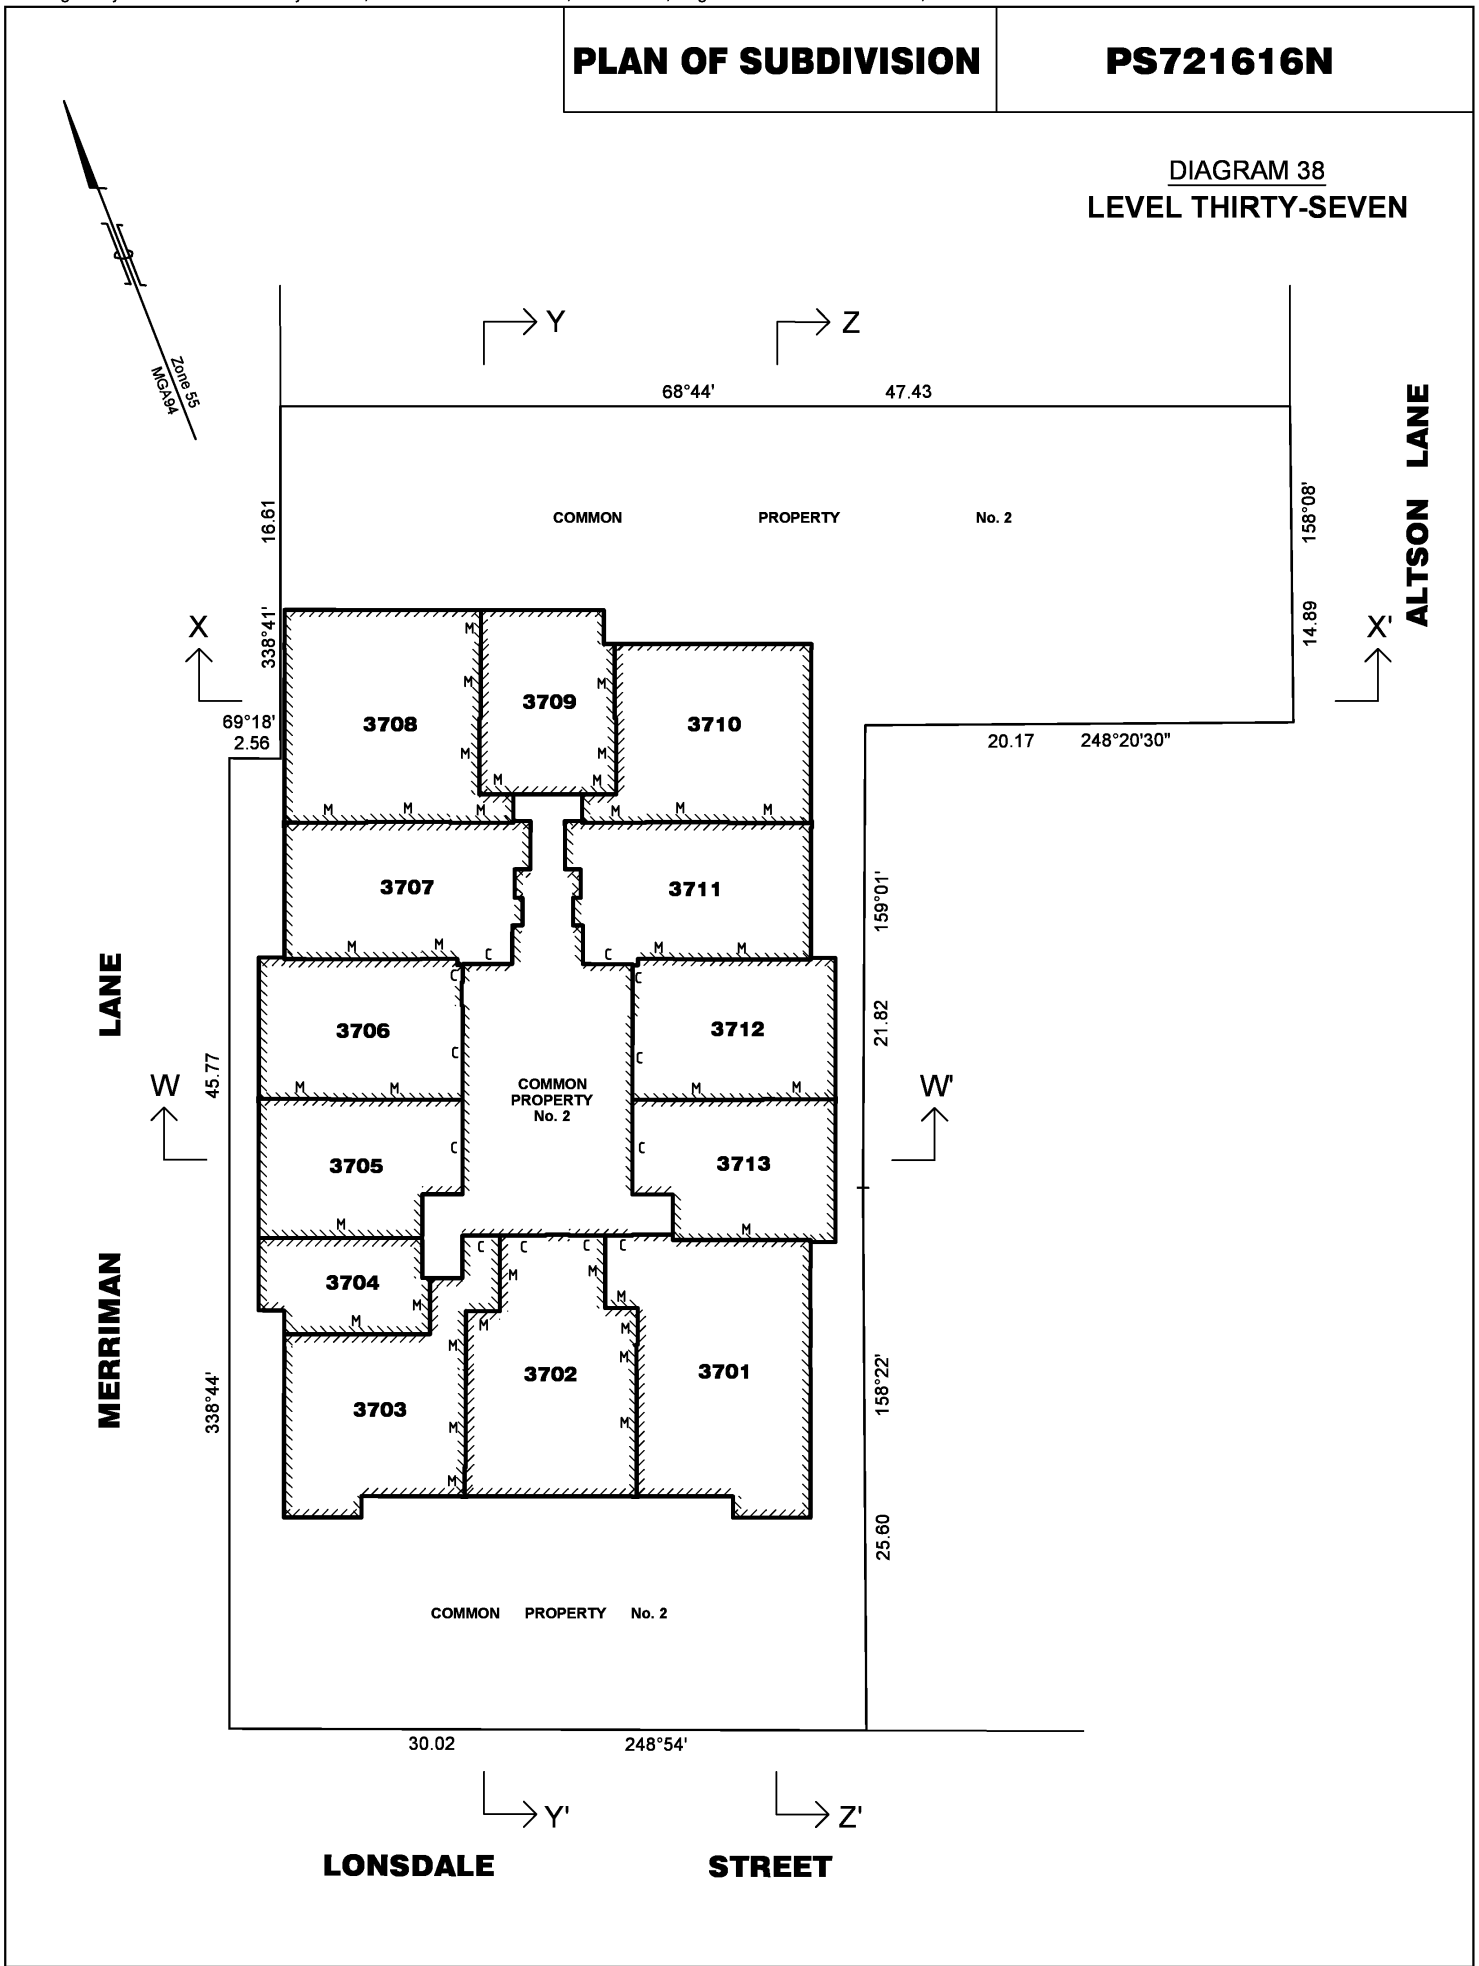 PLAN OF SUBDIVISION
PS721616N
DIAGRAM 38
LEVEL THIRTY-SEVEN
Zone 55
MGA94
Y
Z
68°44'
47.43
ALTSON LANE
16.61
338°41'
COMMON PROPERTY No. 2
158°08'
14.89
X
X'
69°18'
2.56
20.17
248°20'30"
3708
3709
3710
M
M
M
M
M
M
M
M
M
M
M
M
M
3707
3711
M
M
C
C
M
M
159°01'
21.82
3706
3712
C
C
C
C
M
M
M
M
COMMON
PROPERTY
No. 2
LANE
45.77
W
W'
3705
3713
C
C
M
M
3704
M
M
C
C
C
C
M
M
M
M
3703
3702
3701
M
M
M
M
M
M
MERRIMAN
338°44'
158°22'
25.60
COMMON PROPERTY No. 2
30.02
248°54'
Y'
Z'
LONSDALE STREET